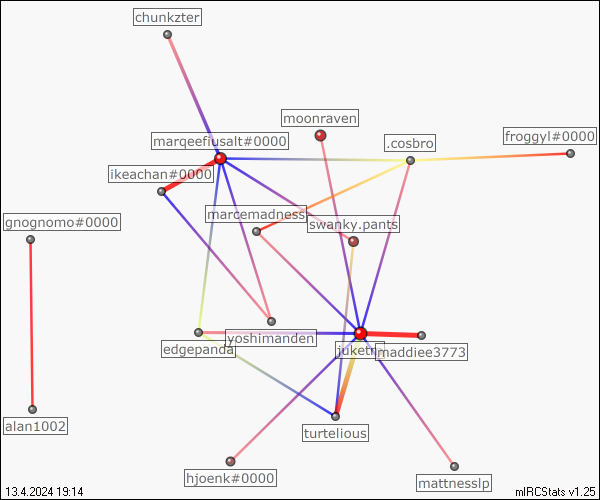 chunkzter
moonraven
marqeefiusalt#0000
.cosbro
froggyl#0000
ikeachan#0000
marcemadness
gnognomo#0000
swanky.pants
yoshimanden
edgepanda
maddiee3773
alan1002
turtelious
hjoenk#0000
mattnesslp
13.4.2024 19:14
mIRCStats v1.25